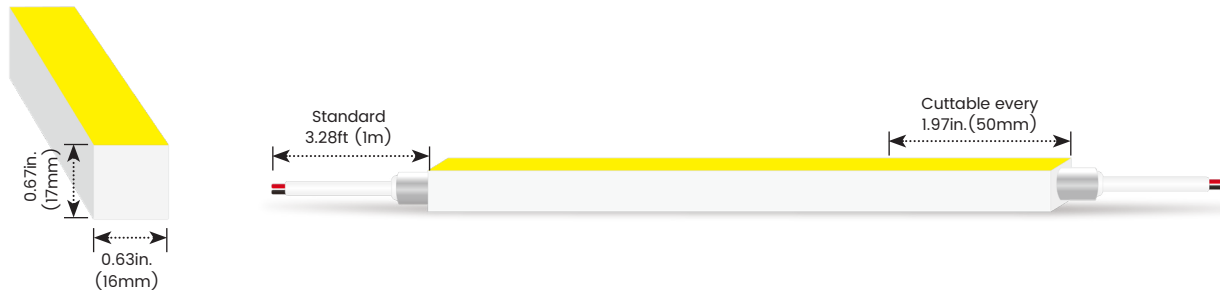 0.67in.
(17mm)
0.63in.
(16mm)
Standard
3.28ft (1m)
Cuttable every
1.97in.(50mm)